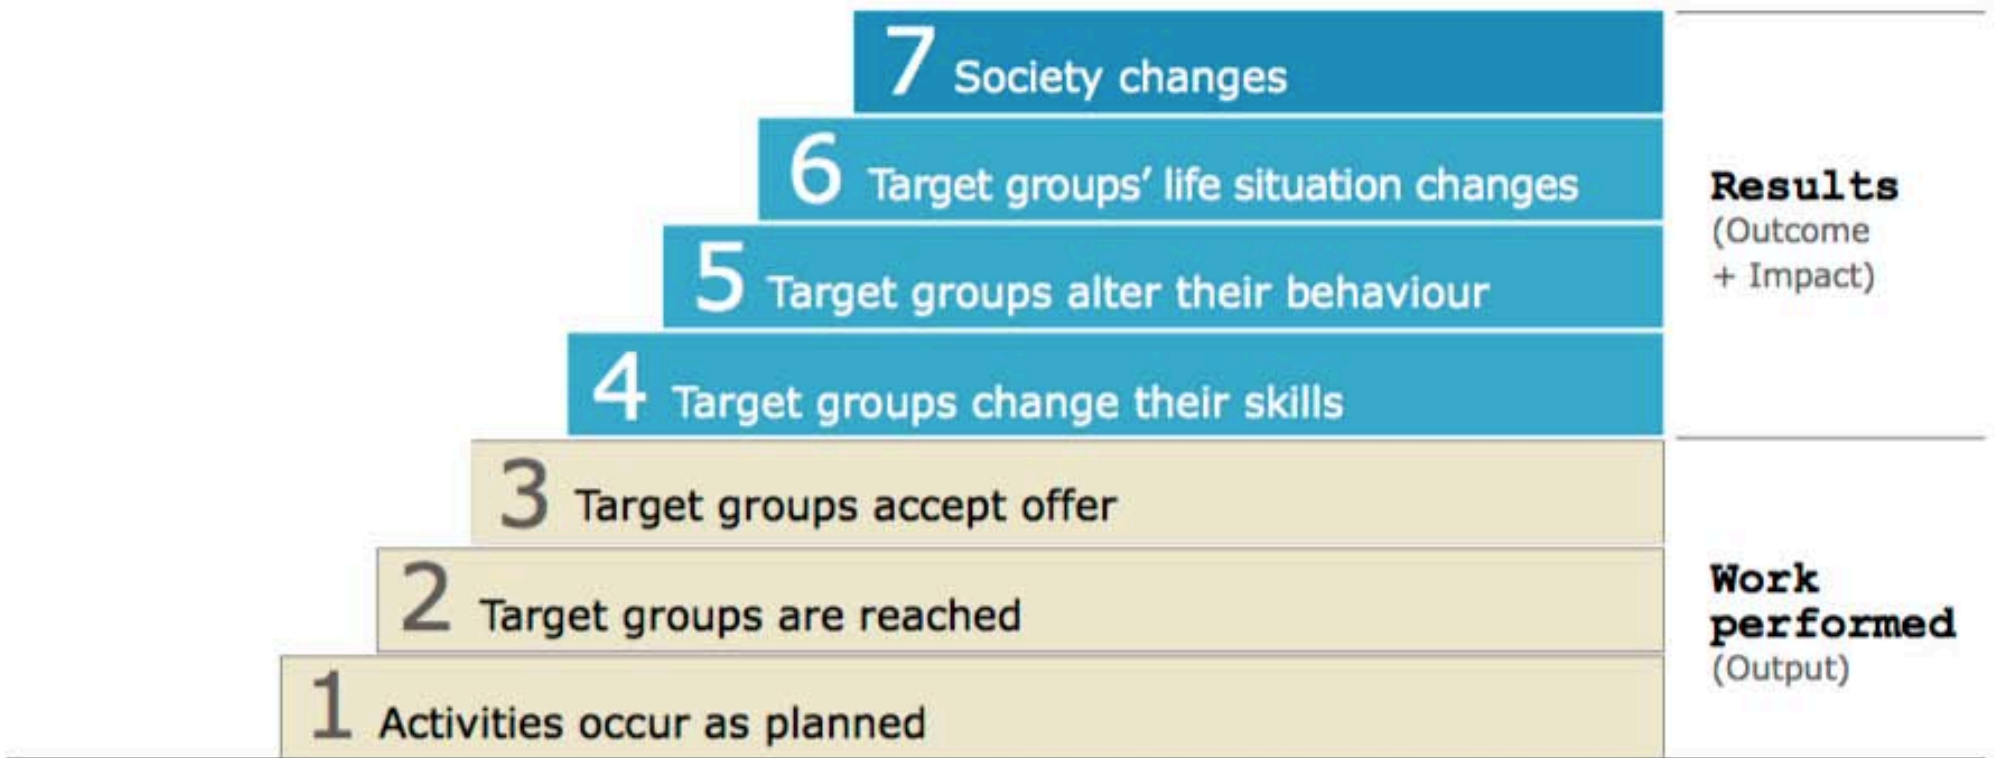 7 Society changes
6 Target groups’ life situation changes
5 Target groups alter their behaviour
4 Target groups change their skills
3 Target groups accept offer
2 Target groups are reached
1 Activities occur as planned
Results
(Outcome
+ Impact)
Work
performed
(Output)